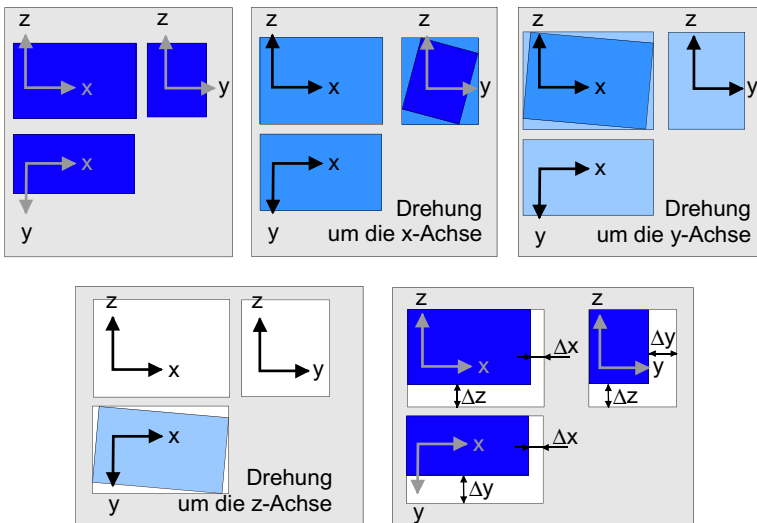 z
z
x
y
x
y
z
z
x
y
x
y
Drehung
um die x-Achse
z
z
x
y
x
y
Drehung
um die y-Achse
z
z
x
y
x
y
Drehung
um die z-Achse
z
z
x
Δx
Δy
y
Δz
Δz
x
Δx
Δy
y